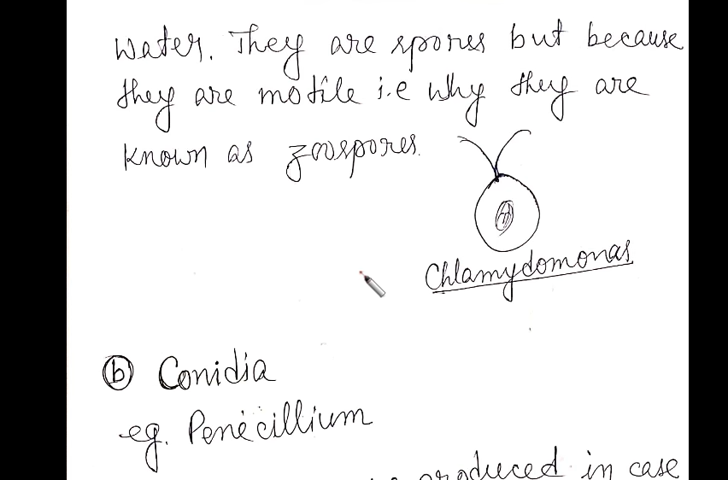 water. They are spores but because
they are motile i.e why they are
known as zoospores.
Chlamydomonas
(b) Conidia
eg. Penecillium
produced in case